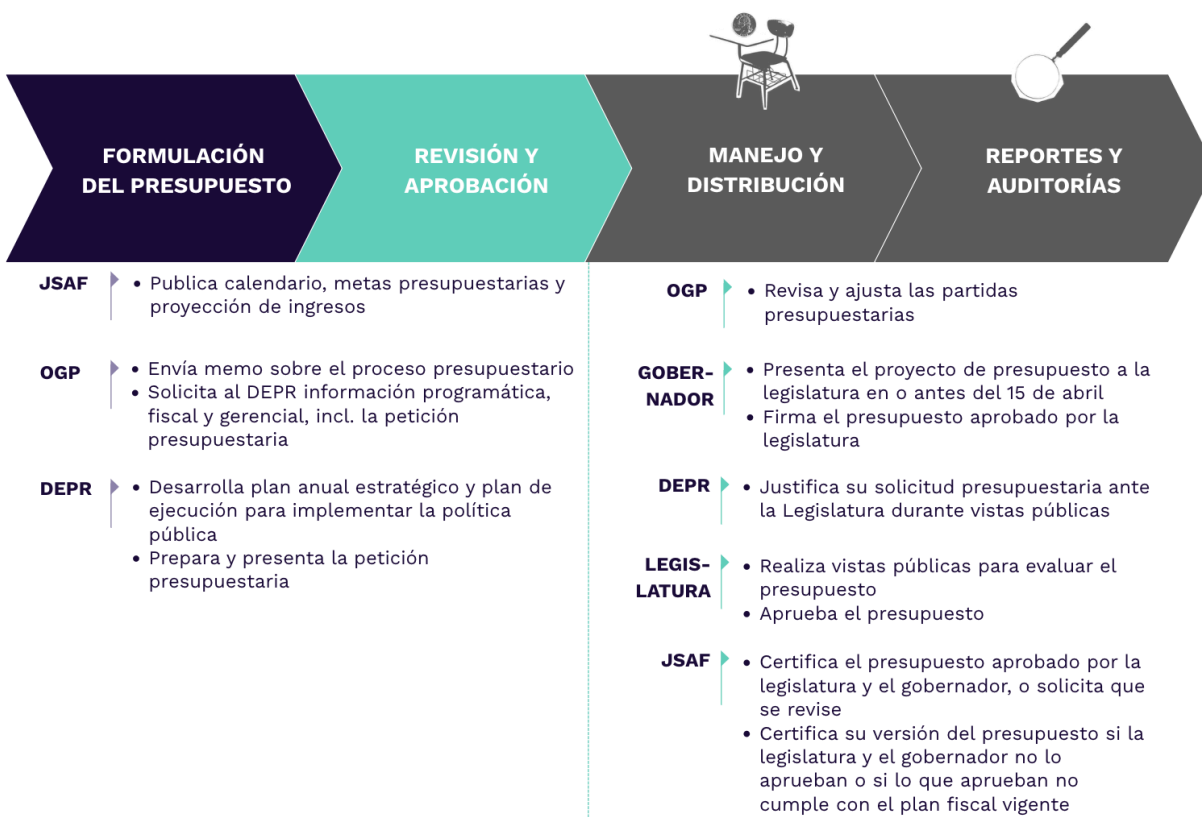 FORMULACIÓN
DEL PRESUPUESTO
REVISIÓN Y
APROBACIÓN
MANEJO Y
DISTRIBUCIÓN
REPORTES Y
AUDITORÍAS
JSAF
• Publica calendario, metas presupuestarias y
proyección de ingresos
OGP
• Envía memo sobre el proceso presupuestario
• Solicita al DEPR información programática,
fiscal y gerencial, incl. la petición
presupuestaria
DEPR
• Desarrolla plan anual estratégico y plan de
ejecución para implementar la política
pública
• Prepara y presenta la petición
presupuestaria
OGP
• Revisa y ajusta las partidas
presupuestarias
GOBER-
NADOR
• Presenta el proyecto de presupuesto a la
legislatura en o antes del 15 de abril
• Firma el presupuesto aprobado por la
legislatura
DEPR
• Justifica su solicitud presupuestaria ante
la Legislatura durante vistas públicas
LEGIS-
LATURA
• Realiza vistas públicas para evaluar el
presupuesto
• Aprueba el presupuesto
JSAF
• Certifica el presupuesto aprobado por la
legislatura y el gobernador, o solicita que
se revise
• Certifica su versión del presupuesto si la
legislatura y el gobernador no lo
aprueban o si lo que aprueban no
cumple con el plan fiscal vigente